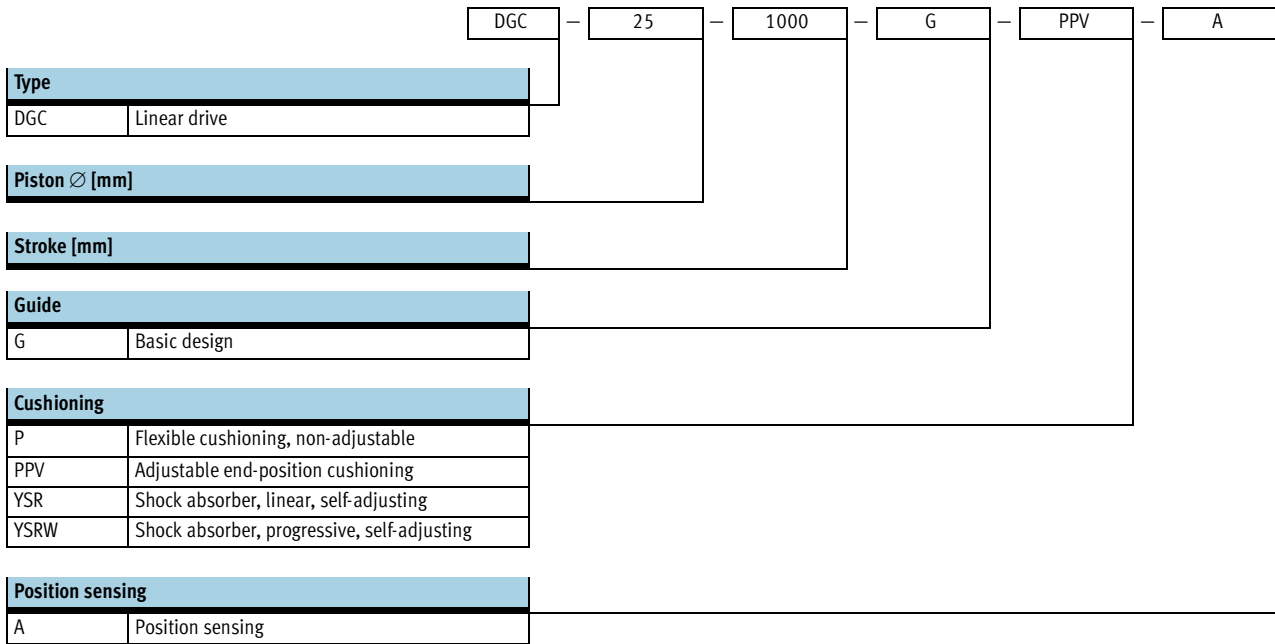 DGC – 25 – 1000 – G – PPV – A
Type
DGC Linear drive
Piston ∅ [mm]
Stroke [mm]
Guide
G Basic design
Cushioning
P Flexible cushioning, non-adjustable
PPV Adjustable end-position cushioning
YSR Shock absorber, linear, self-adjusting
YSRW Shock absorber, progressive, self-adjusting
Position sensing
A Position sensing